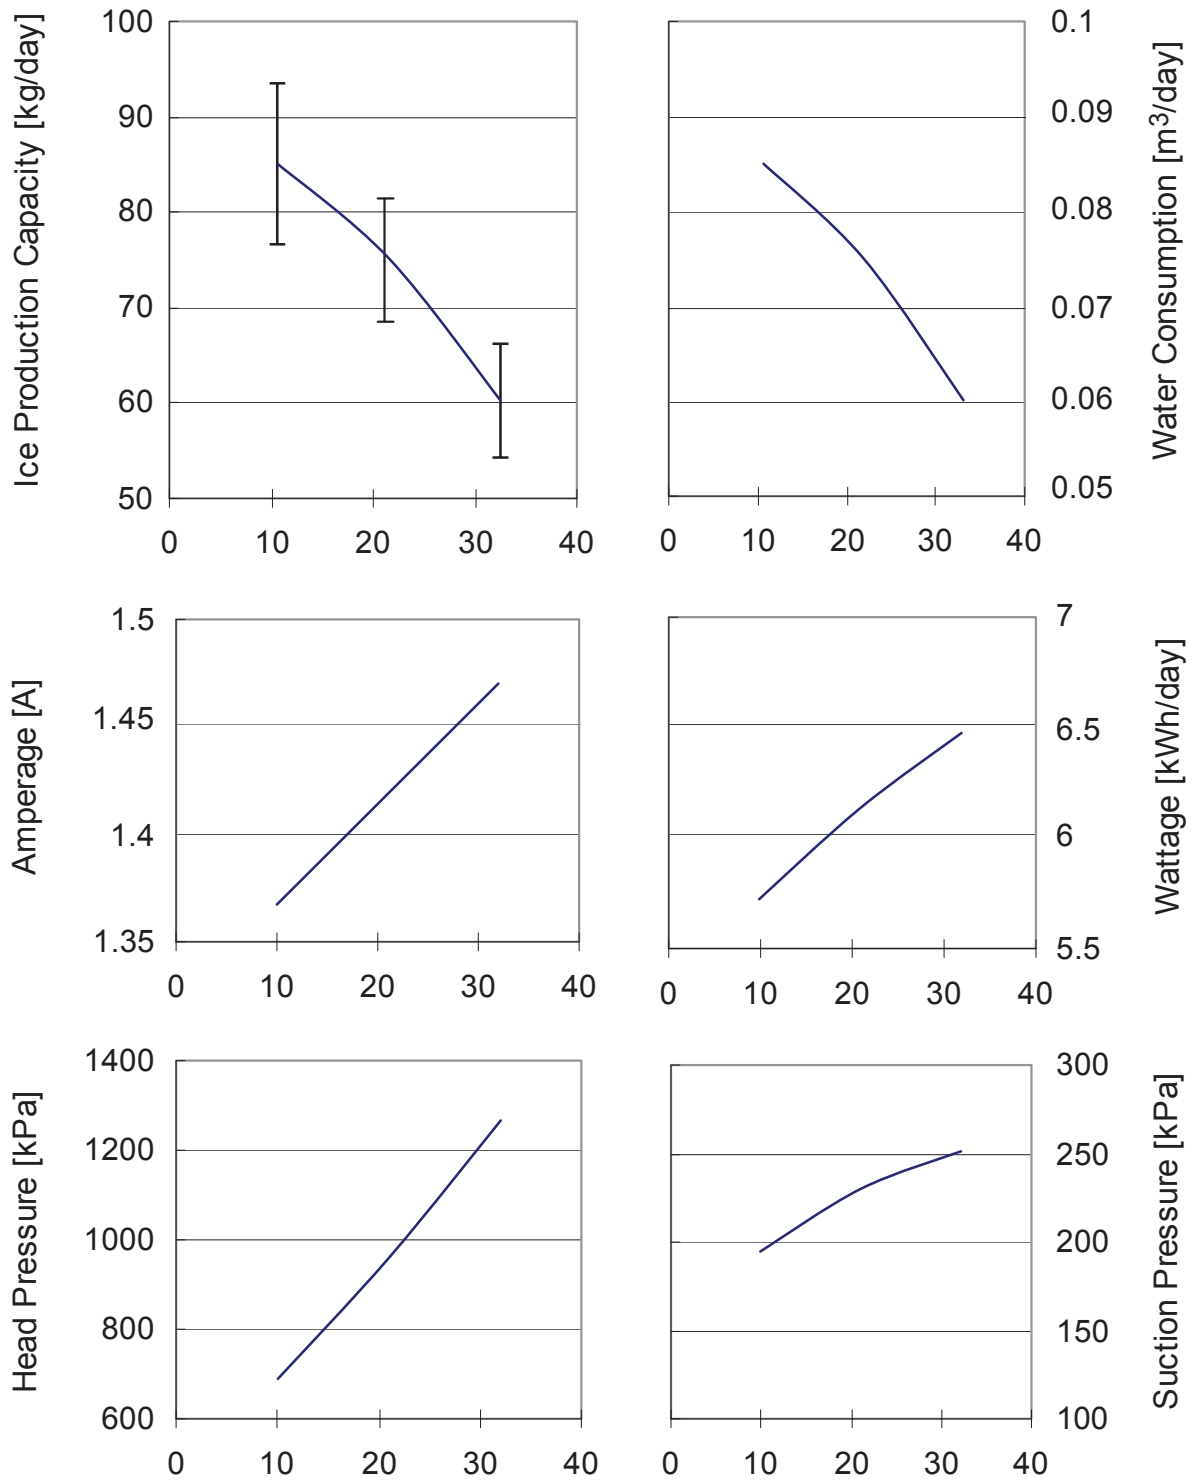 Ice Production Capacity [kg/day]
100
90
80
70
60
50
0 10 20 30 40
0.1
0.09
0.08
0.07
0.06
0.05
0 10 20 30 40
Water Consumption [m³/day]
Amperage [A]
1.5
1.45
1.4
1.35
0 10 20 30 40
7
6.5
6
5.5
0 10 20 30 40
Wattage [kWh/day]
Head Pressure [kPa]
1400
1200
1000
800
600
0 10 20 30 40
300
250
200
150
100
0 10 20 30 40
Suction Pressure [kPa]